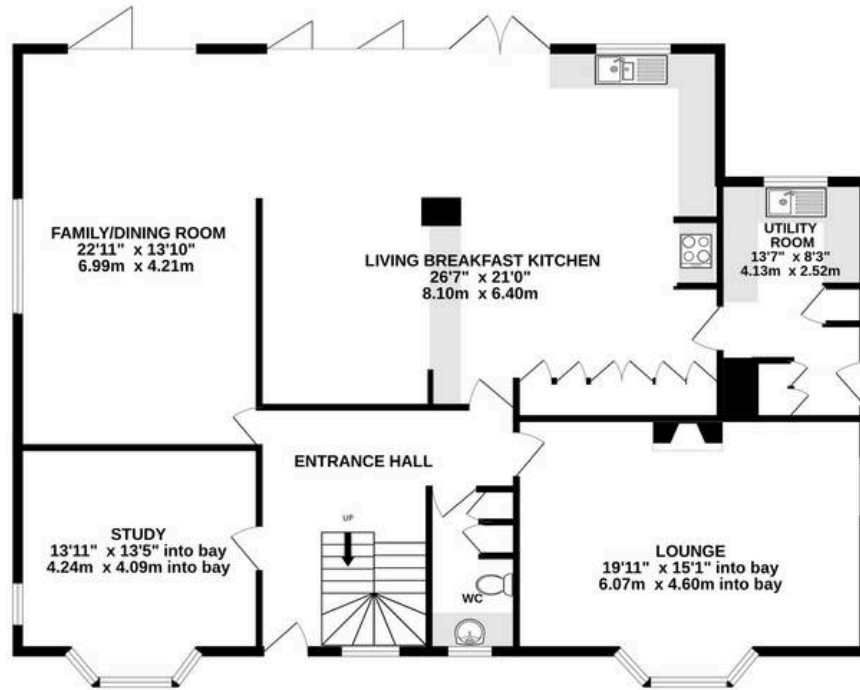 FAMILY/DINING ROOM
22'11" x 13'10"
6.99m x 4.21m
LIVING BREAKFAST KITCHEN
26'7" x 21'0"
8.10m x 6.40m
UTILITY
ROOM
13'7" x 8'3"
4.13m x 2.52m
ENTRANCE HALL
UP
STUDY
13'11" x 13'5" into bay
4.24m x 4.09m into bay
WC
LOUNGE
19'11" x 15'1" into bay
6.07m x 4.60m into bay